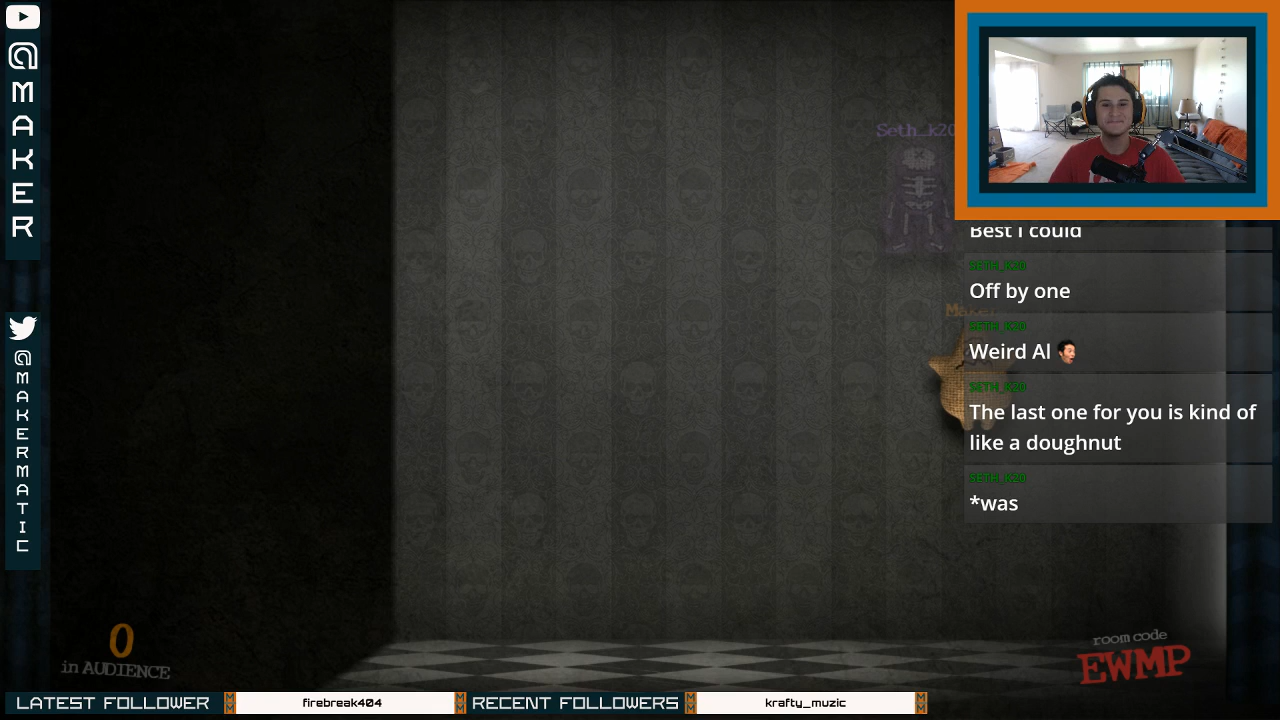 @MAKER
@MAKERMATIC
Seth_K20
Best I could
SETH_K20
Off by one
SETH_K20
Weird Al
SETH_K20
The last one for you is kind of
like a doughnut
SETH_K20
*was
0
in AUDIENCE
room code
EWMP
LATEST FOLLOWER
firebreak404
RECENT FOLLOWERS
krafty_muzic